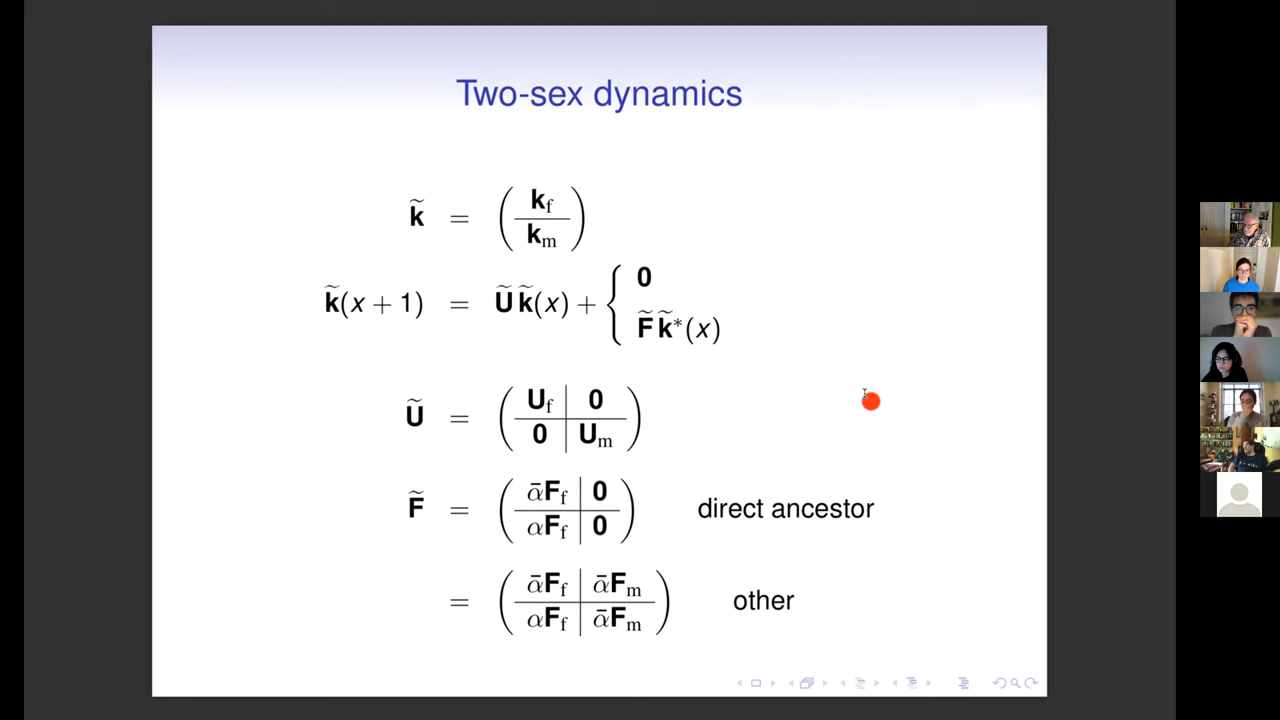 Two-sex dynamics
k̃ = ( k_f / k_m )
k̃(x + 1) = Ũ k̃(x) + { 0
F̃ k̃*(x)
Ũ = ( U_f | 0 / 0 | U_m )
F̃ = ( ᾱF_f | 0 / αF_f | 0 ) direct ancestor
= ( ᾱF_f | ᾱF_m / αF_f | ᾱF_m ) other